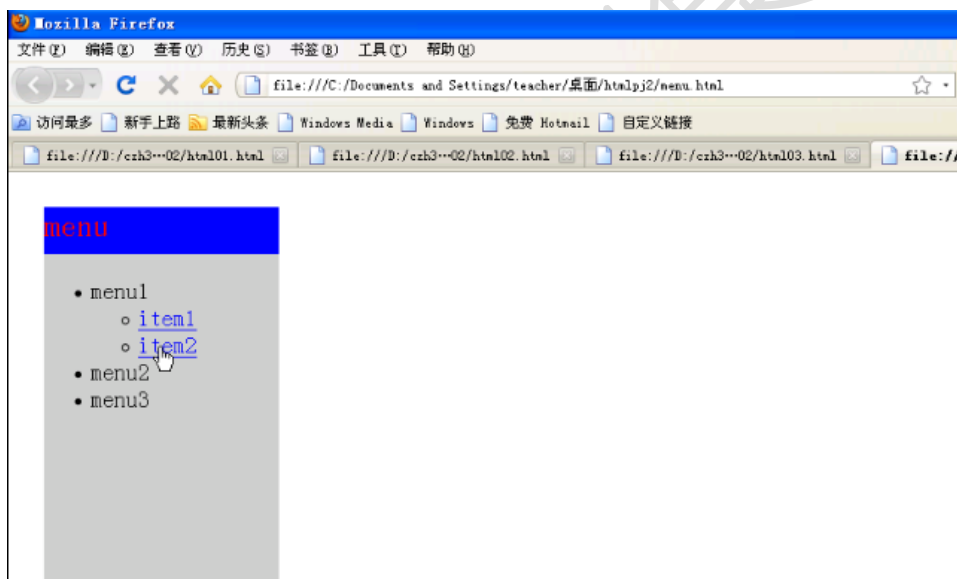 Mozilla Firefox
文件(F) 编辑(E) 查看(V) 历史(S) 书签(B) 工具(T) 帮助(H)
file:///C:/Documents and Settings/teacher/桌面/htmlpj2/menu.html
访问最多 新手上路 最新头条 Windows Media Windows 免费 Hotmail 自定义链接
file:///D:/czh3···02/html01.html file:///D:/czh3···02/html02.html file:///D:/czh3···02/html03.html file:/
menu
menu1
item1
item2
menu2
menu3